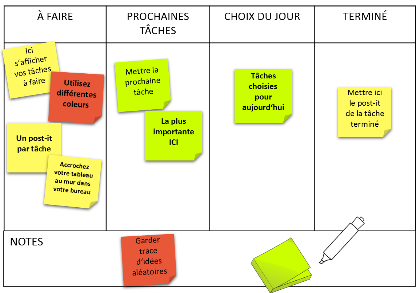 À FAIRE
PROCHAINES
TÂCHES
CHOIX DU JOUR
TERMINÉ
Ici
s'afficher
vos tâches
à faire
Utilisez
différentes
couleurs
Un post-it
par tâche
Accrochez
votre tableau
au mur dans
votre bureau
Mettre la
prochaine
tâche
La plus
importante
ICI
Tâches
choisies
pour
aujourd'hui
Mettre ici
le post-it
de la tâche
terminé
NOTES
Garder
trace
d'idées
aléatoires